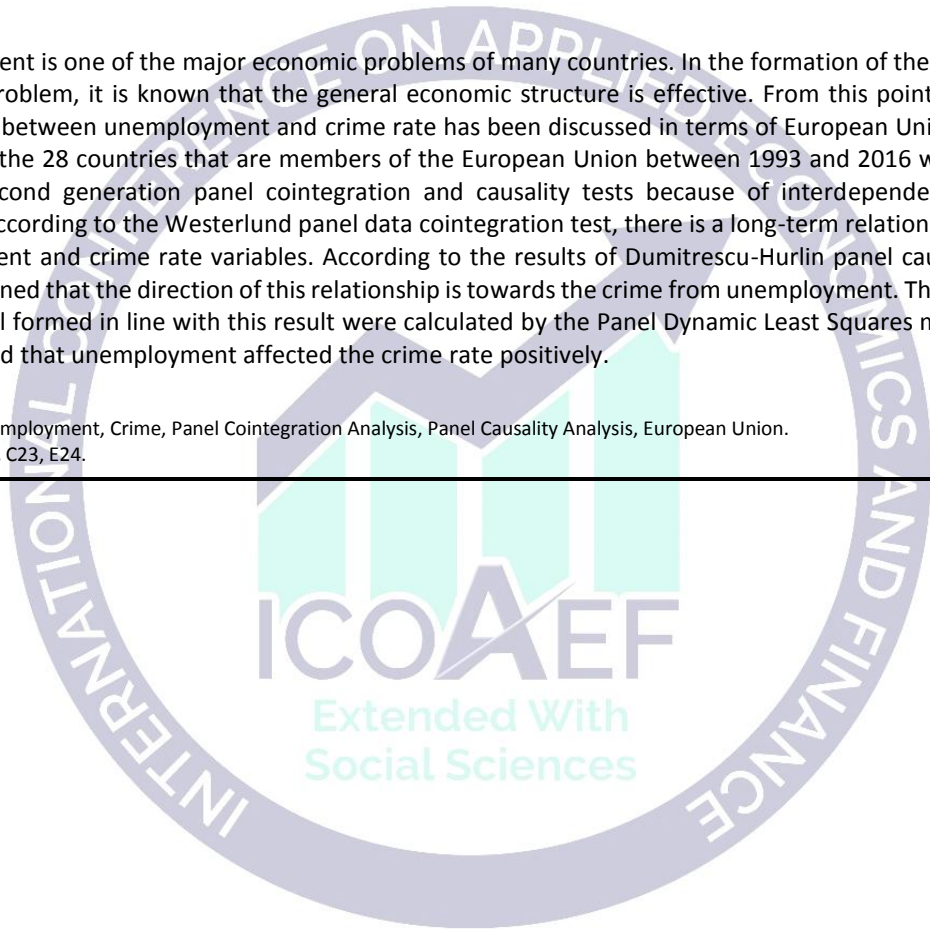 ent is one of the major economic problems of many countries. In the formation of the
roblem, it is known that the general economic structure is effective. From this point
between unemployment and crime rate has been discussed in terms of European Uni
the 28 countries that are members of the European Union between 1993 and 2016 w
cond generation panel cointegration and causality tests because of interdepende
ccording to the Westerlund panel data cointegration test, there is a long-term relation
ent and crime rate variables. According to the results of Dumitrescu-Hurlin panel cau
ned that the direction of this relationship is towards the crime from unemployment. Th
l formed in line with this result were calculated by the Panel Dynamic Least Squares m
d that unemployment affected the crime rate positively.
mployment, Crime, Panel Cointegration Analysis, Panel Causality Analysis, European Union.
C23, E24.
INTERNATIONAL CONFERENCE ON APPLIED ECONOMICS AND FINANCE
ICOAEF
Extended With
Social Sciences